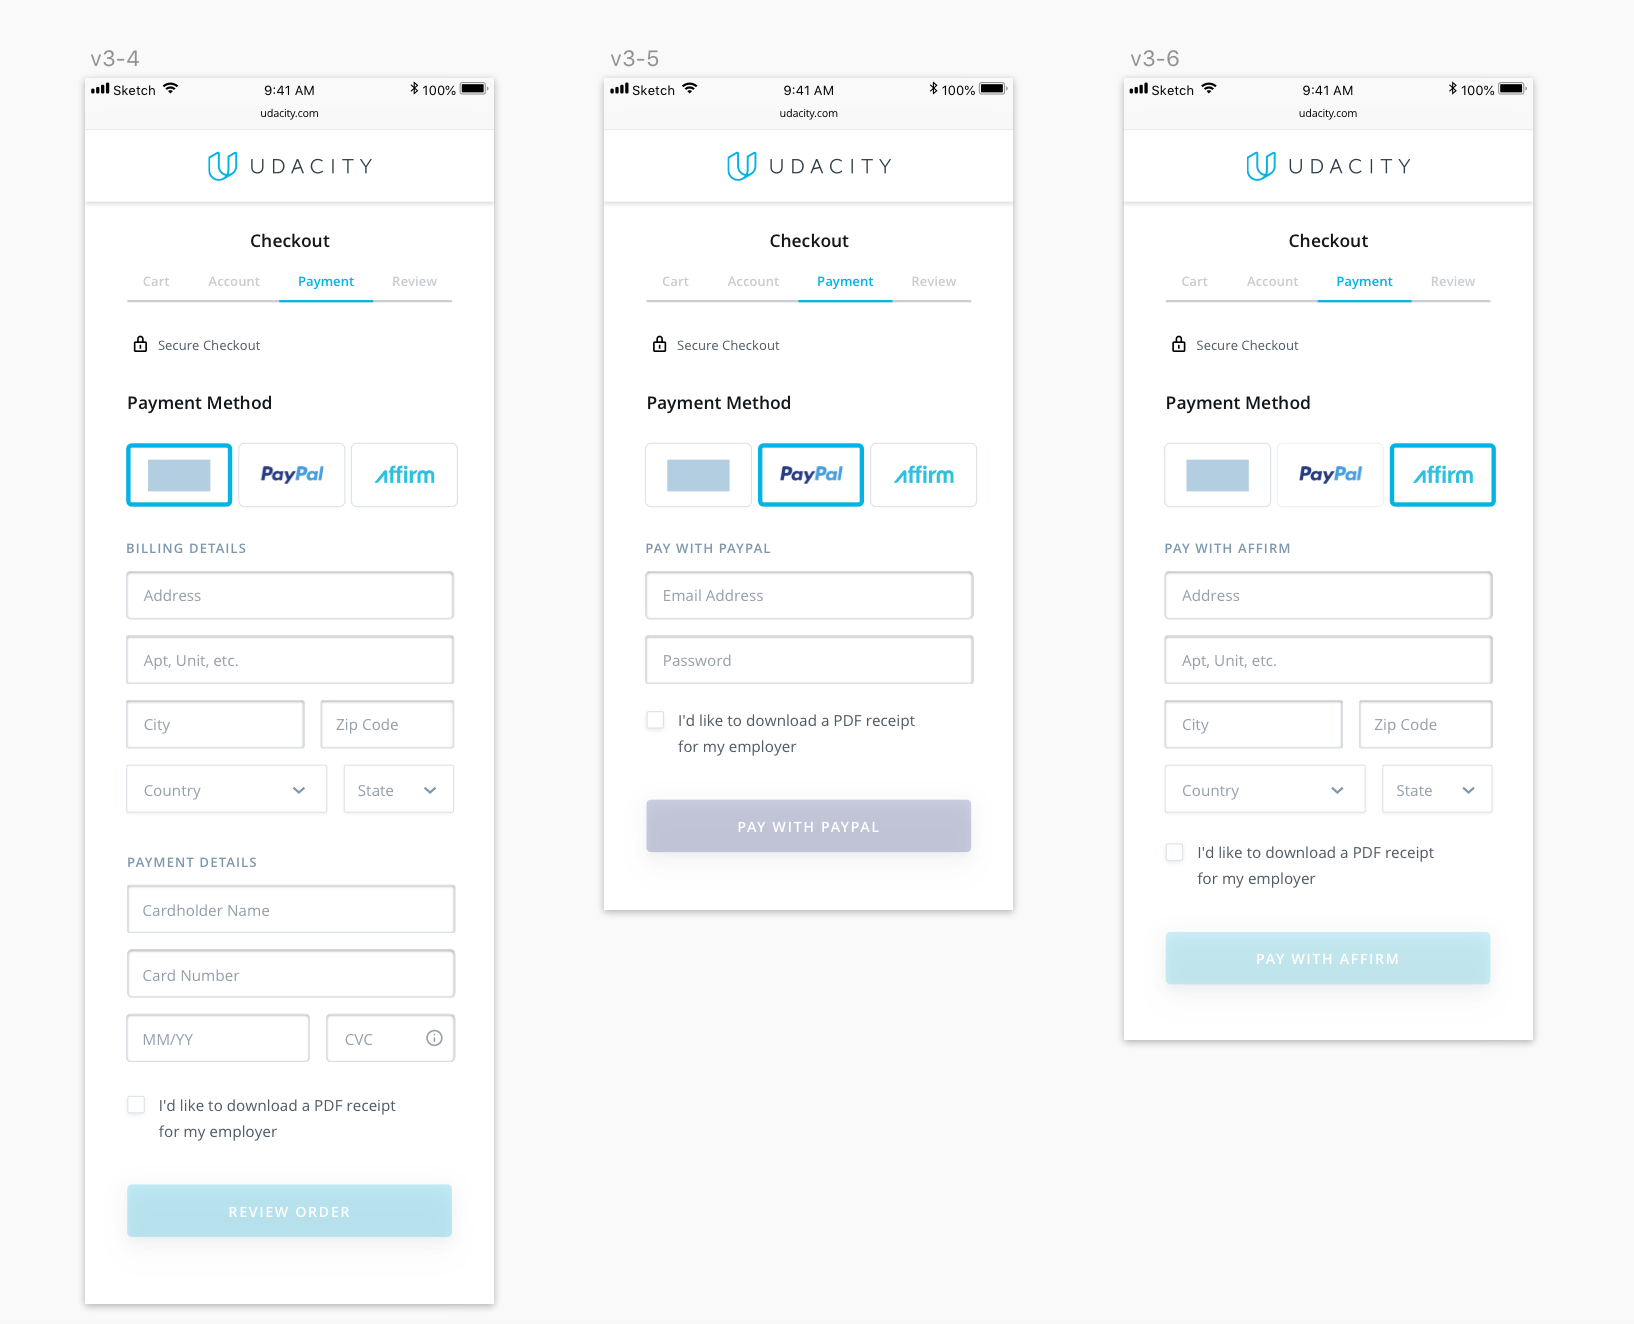 v3-4
Sketch 9:41 AM 100%
udacity.com
UDACITY
Checkout
Cart Account Payment Review
Secure Checkout
Payment Method
PayPal affirm
BILLING DETAILS
Address
Apt, Unit, etc.
City Zip Code
Country State
PAYMENT DETAILS
Cardholder Name
Card Number
MM/YY CVC
I'd like to download a PDF receipt
for my employer
REVIEW ORDER
v3-5
Sketch 9:41 AM 100%
udacity.com
UDACITY
Checkout
Cart Account Payment Review
Secure Checkout
Payment Method
PayPal affirm
PAY WITH PAYPAL
Email Address
Password
I'd like to download a PDF receipt
for my employer
PAY WITH PAYPAL
v3-6
Sketch 9:41 AM 100%
udacity.com
UDACITY
Checkout
Cart Account Payment Review
Secure Checkout
Payment Method
PayPal affirm
PAY WITH AFFIRM
Address
Apt, Unit, etc.
City Zip Code
Country State
I'd like to download a PDF receipt
for my employer
PAY WITH AFFIRM